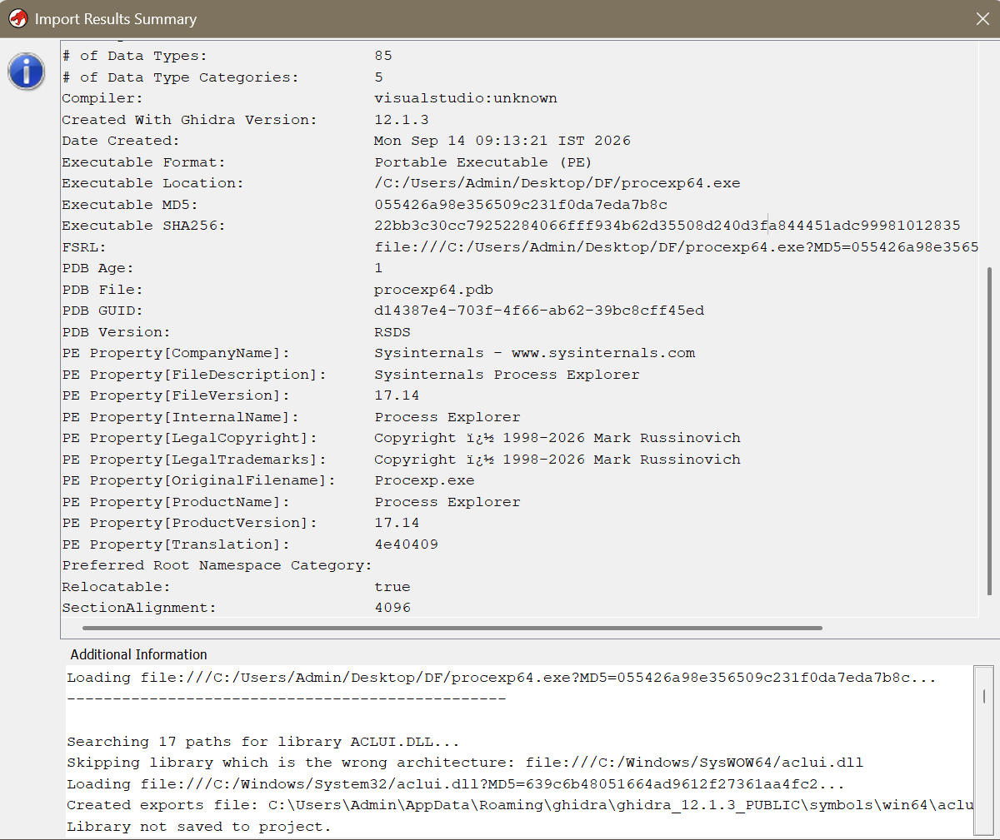 Import Results Summary
# of Data Types: 85
# of Data Type Categories: 5
Compiler: visualstudio:unknown
Created With Ghidra Version: 12.1.3
Date Created: Mon Sep 14 09:13:21 IST 2026
Executable Format: Portable Executable (PE)
Executable Location: /C:/Users/Admin/Desktop/DF/procexp64.exe
Executable MD5: 055426a98e356509c231f0da7eda7b8c
Executable SHA256: 22bb3c30cc79252284066fff934b62d35508d240d3fa844451adc99981012835
FSRL: file:///C:/Users/Admin/Desktop/DF/procexp64.exe?MD5=055426a98e3565
PDB Age: 1
PDB File: procexp64.pdb
PDB GUID: d14387e4-703f-4f66-ab62-39bc8cff45ed
PDB Version: RSDS
PE Property[CompanyName]: Sysinternals - www.sysinternals.com
PE Property[FileDescription]: Sysinternals Process Explorer
PE Property[FileVersion]: 17.14
PE Property[InternalName]: Process Explorer
PE Property[LegalCopyright]: Copyright ï¿½ 1998-2026 Mark Russinovich
PE Property[LegalTrademarks]: Copyright ï¿½ 1998-2026 Mark Russinovich
PE Property[OriginalFilename]: Procexp.exe
PE Property[ProductName]: Process Explorer
PE Property[ProductVersion]: 17.14
PE Property[Translation]: 4e40409
Preferred Root Namespace Category:
Relocatable: true
SectionAlignment: 4096
Additional Information
Loading file:///C:/Users/Admin/Desktop/DF/procexp64.exe?MD5=055426a98e356509c231f0da7eda7b8c...
------------------------------------------------
Searching 17 paths for library ACLUI.DLL...
Skipping library which is the wrong architecture: file:///C:/Windows/SysWOW64/aclui.dll
Loading file:///C:/Windows/System32/aclui.dll?MD5=639c6b48051664ad9612f27361aa4fc2...
Created exports file: C:\Users\Admin\AppData\Roaming\ghidra\ghidra_12.1.3_PUBLIC\symbols\win64\aclu
Library not saved to project.